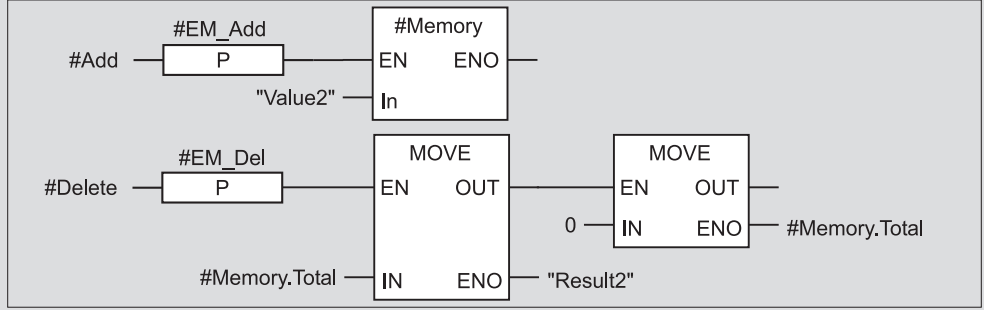 #EM_Add
#Memory
#Add P EN ENO
"Value2" In
#EM_Del
MOVE MOVE
#Delete P EN OUT EN OUT
0 IN ENO #Memory.Total
#Memory.Total IN ENO "Result2"